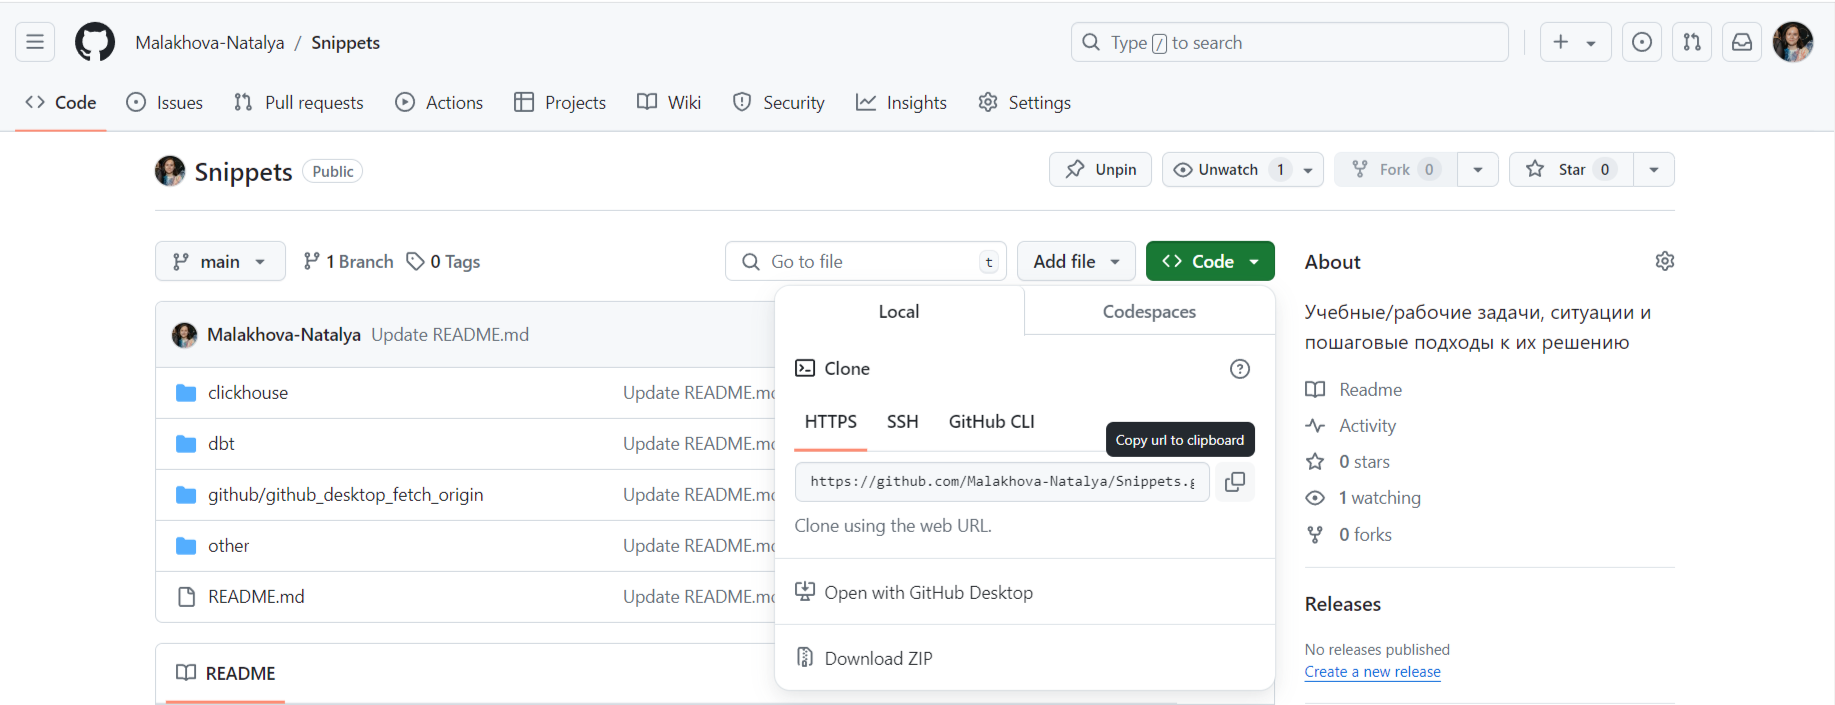 Malakhova-Natalya / Snippets
Type / to search
Code Issues Pull requests Actions Projects Wiki Security Insights Settings
Snippets Public
Unpin Unwatch 1 Fork 0 Star 0
main 1 Branch 0 Tags
Go to file t Add file Code
Malakhova-Natalya Update README.md
clickhouse Update README.md
dbt Update README.md
github/github_desktop_fetch_origin Update README.md
other Update README.md
README.md Update README.md
README
Local Codespaces
Clone
HTTPS SSH GitHub CLI
Copy url to clipboard
https://github.com/Malakhova-Natalya/Snippets.g
Clone using the web URL.
Open with GitHub Desktop
Download ZIP
About
Учебные/рабочие задачи, ситуации и
пошаговые подходы к их решению
Readme
Activity
0 stars
1 watching
0 forks
Releases
No releases published
Create a new release